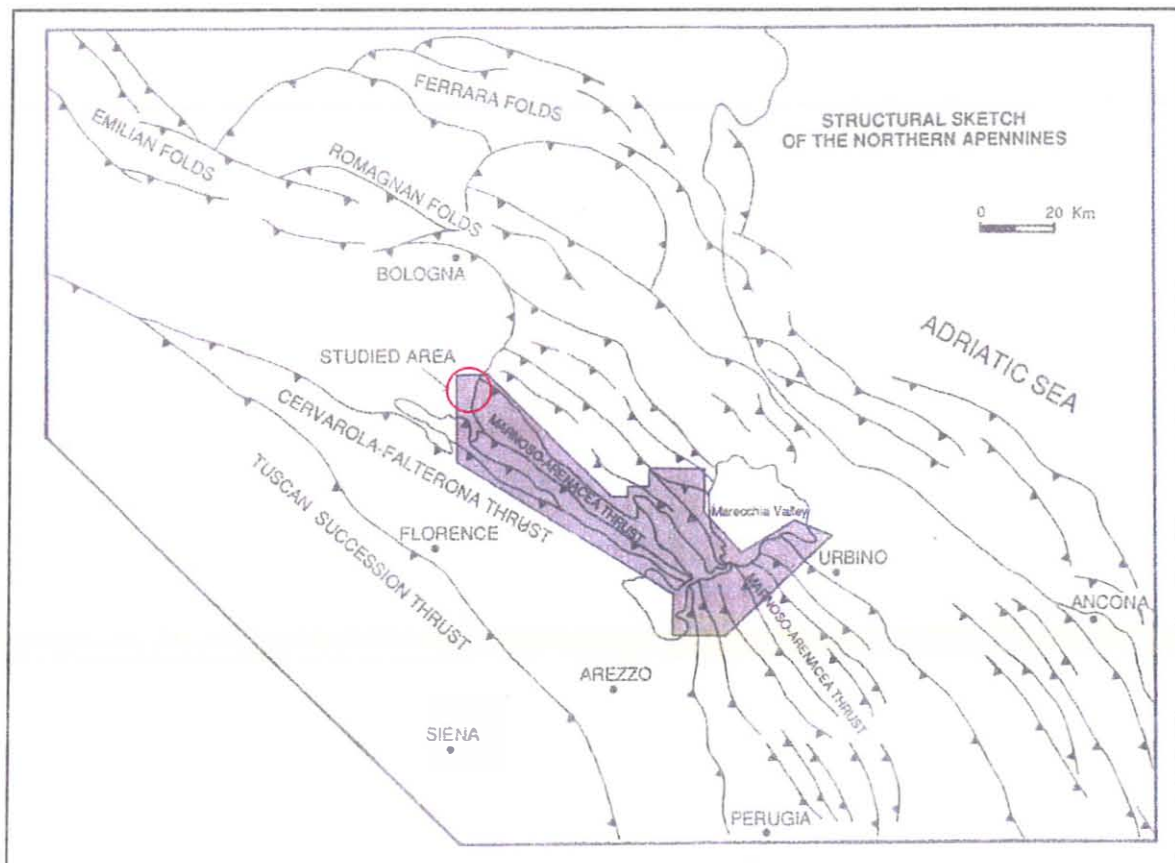 FERRARA FOLDS
STRUCTURAL SKETCH
OF THE NORTHERN APENNINES
EMILIAN FOLDS
ROMAGNAN FOLDS
0 20 Km
BOLOGNA
ADRIATIC SEA
STUDIED AREA
CERVAROLA-FALTERONA THRUST
MARNOSO-ARENACEA THRUST
TUSCAN SUCCESSION THRUST
Marecchia Valley
FLORENCE
URBINO
MARNOSO-ARENACEA THRUST
ANCONA
AREZZO
SIENA
PERUGIA